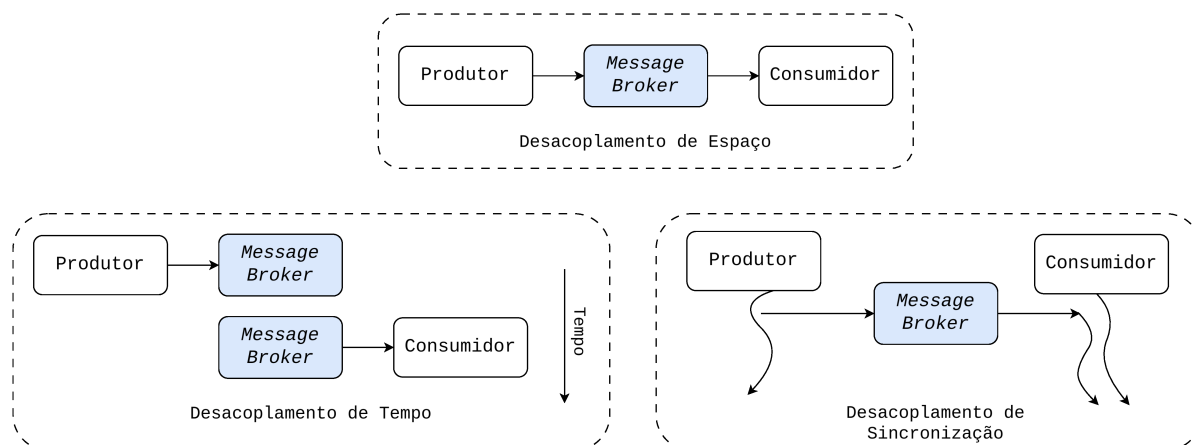 Produtor
Message
Broker
Consumidor
Desacoplamento de Espaço
Produtor
Message
Broker
Message
Broker
Consumidor
Tempo
Desacoplamento de Tempo
Produtor
Consumidor
Message
Broker
Desacoplamento de
Sincronização